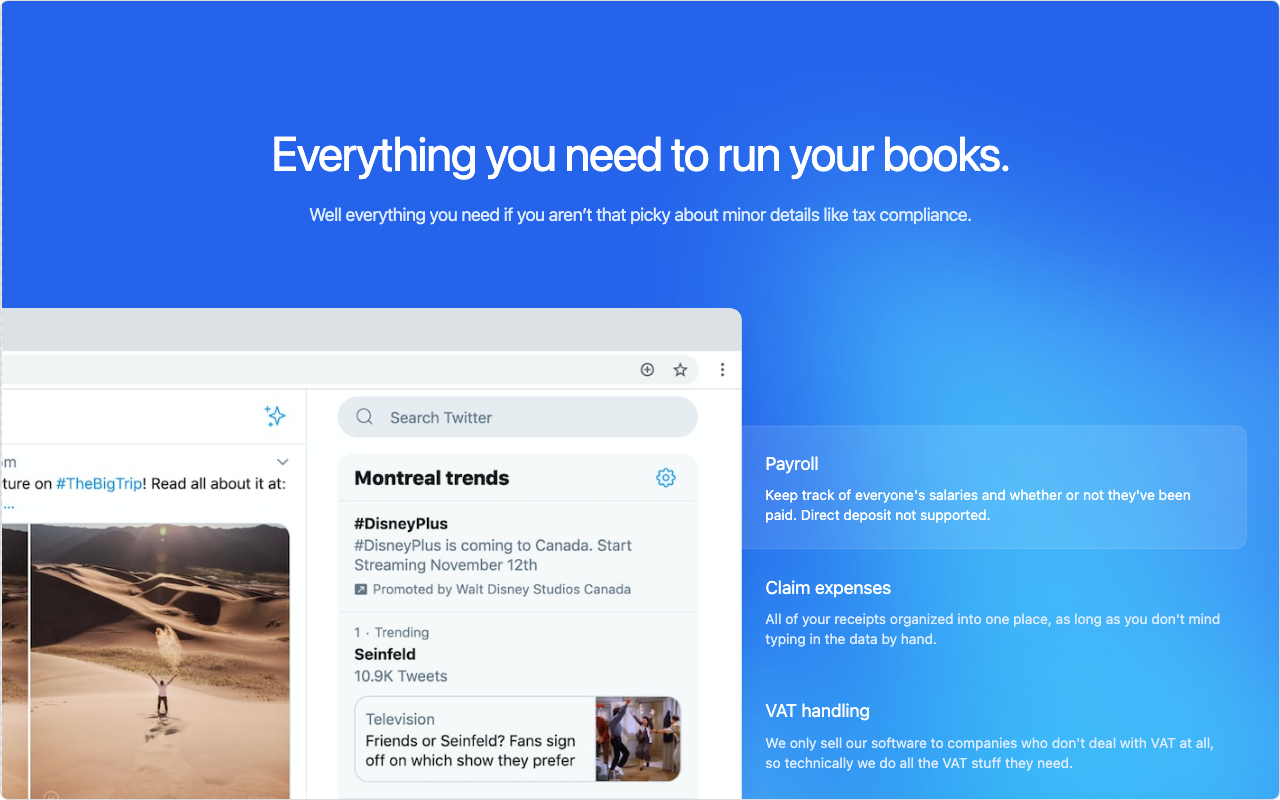 Everything you need to run your books.
Well everything you need if you aren’t that picky about minor details like tax compliance.
Search Twitter
ture on #TheBigTrip! Read all about it at:
...
Montreal trends
#DisneyPlus
#DisneyPlus is coming to Canada. Start
Streaming November 12th
Promoted by Walt Disney Studios Canada
1 · Trending
Seinfeld
10.9K Tweets
Television
Friends or Seinfeld? Fans sign
off on which show they prefer
Payroll
Keep track of everyone's salaries and whether or not they've been
paid. Direct deposit not supported.
Claim expenses
All of your receipts organized into one place, as long as you don't mind
typing in the data by hand.
VAT handling
We only sell our software to companies who don't deal with VAT at all,
so technically we do all the VAT stuff they need.